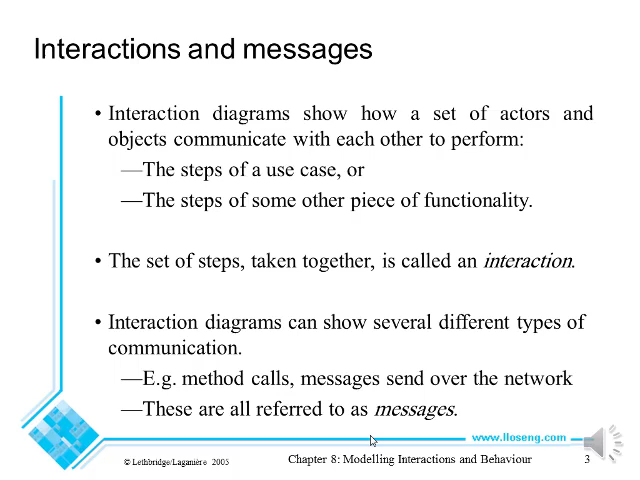 Interactions and messages
• Interaction diagrams show how a set of actors and
objects communicate with each other to perform:
—The steps of a use case, or
—The steps of some other piece of functionality.
• The set of steps, taken together, is called an interaction.
• Interaction diagrams can show several different types of
communication.
—E.g. method calls, messages send over the network
—These are all referred to as messages.
www.lloseng.com
© Lethbridge/Laganière 2005
Chapter 8: Modelling Interactions and Behaviour
3